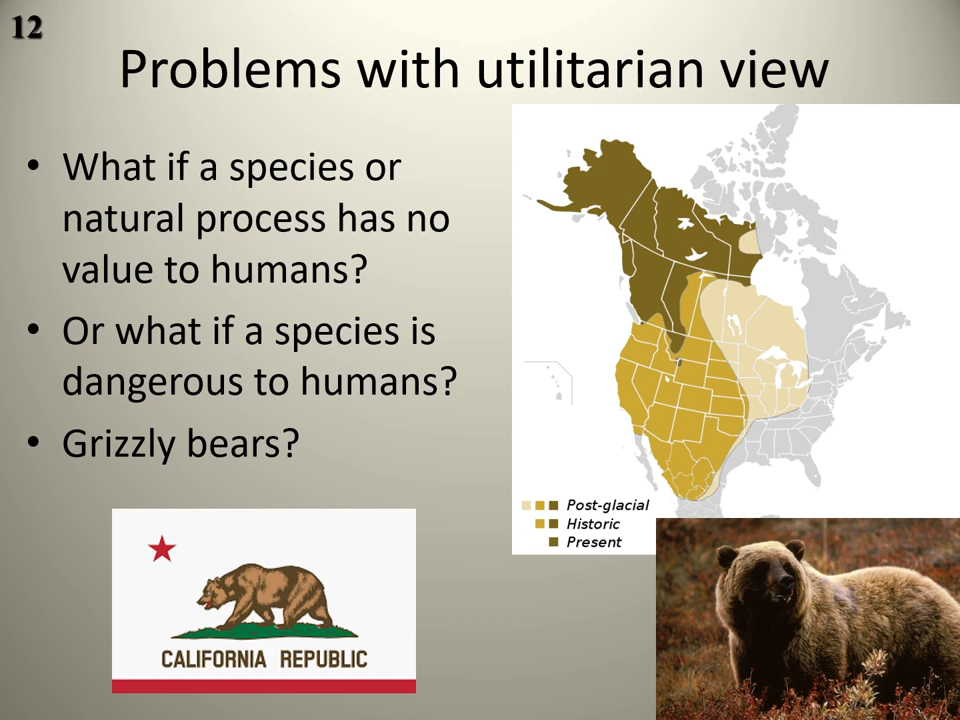 12
Problems with utilitarian view
• What if a species or
natural process has no
value to humans?
• Or what if a species is
dangerous to humans?
• Grizzly bears?
Post-glacial
Historic
Present
CALIFORNIA REPUBLIC